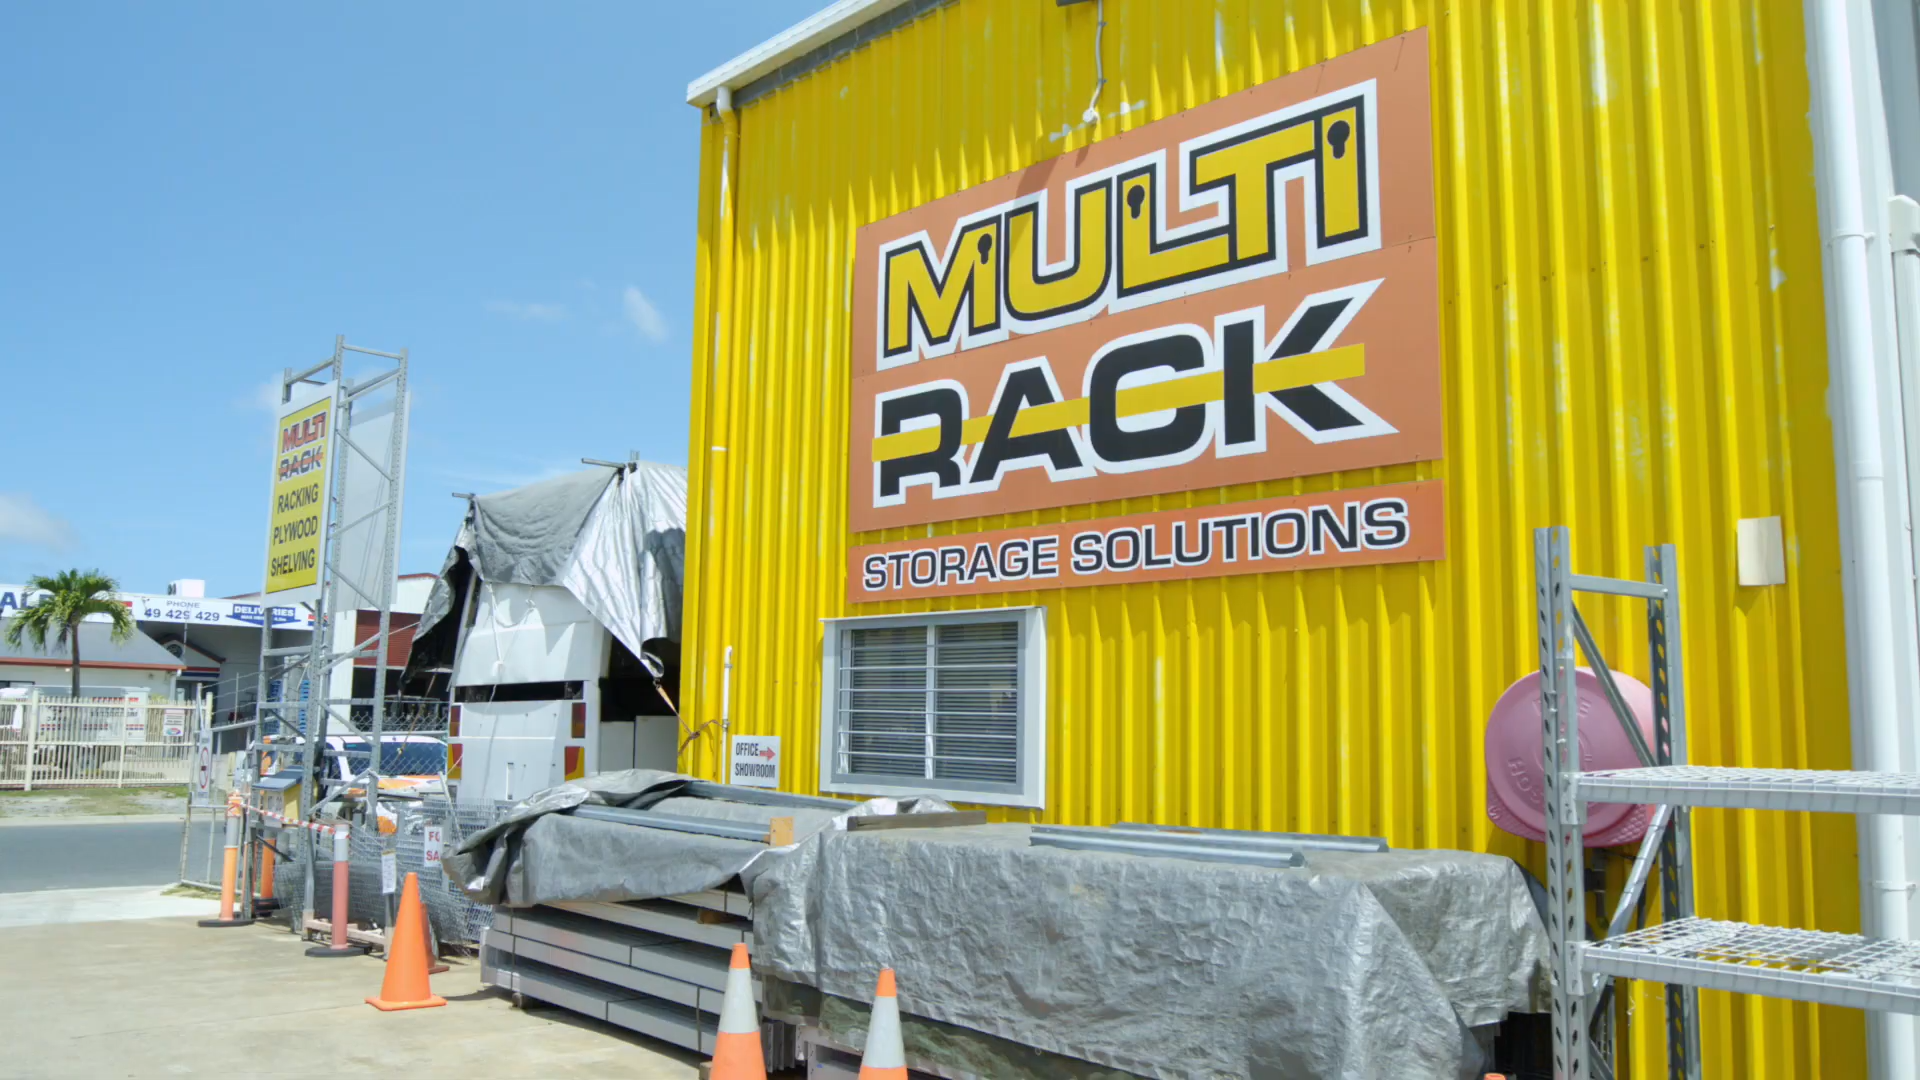 MULTI
RACK
STORAGE SOLUTIONS
MULTI
RACK
RACKING
PLYWOOD
SHELVING
PHONE
49 429 429
DELIVERIES
OFFICE
SHOWROOM